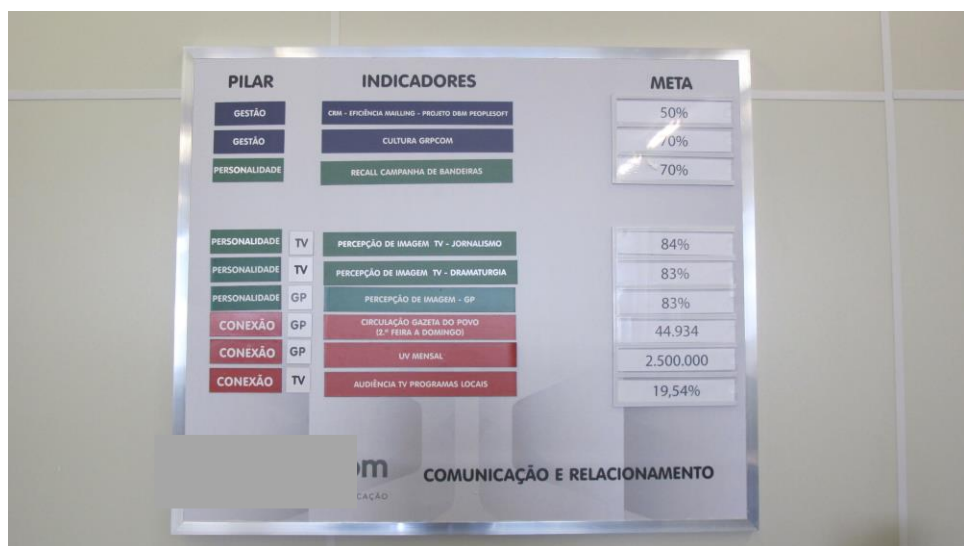 PILAR INDICADORES META
GESTÃO CRM - EFICIÊNCIA MAILLING - PROJETO DBM PEOPLESOFT 50%
GESTÃO CULTURA GRPCOM 70%
PERSONALIDADE RECALL CAMPANHA DE BANDEIRAS 70%
PERSONALIDADE TV PERCEPÇÃO DE IMAGEM TV - JORNALISMO 84%
PERSONALIDADE TV PERCEPÇÃO DE IMAGEM TV - DRAMATURGIA 83%
PERSONALIDADE GP PERCEPÇÃO DE IMAGEM - GP 83%
CONEXÃO GP CIRCULAÇÃO GAZETA DO POVO
(2.ª FEIRA A DOMINGO) 44.934
CONEXÃO GP UV MENSAL 2.500.000
CONEXÃO TV AUDIÊNCIA TV PROGRAMAS LOCAIS 19,54%
om COMUNICAÇÃO E RELACIONAMENTO
CAÇÃO